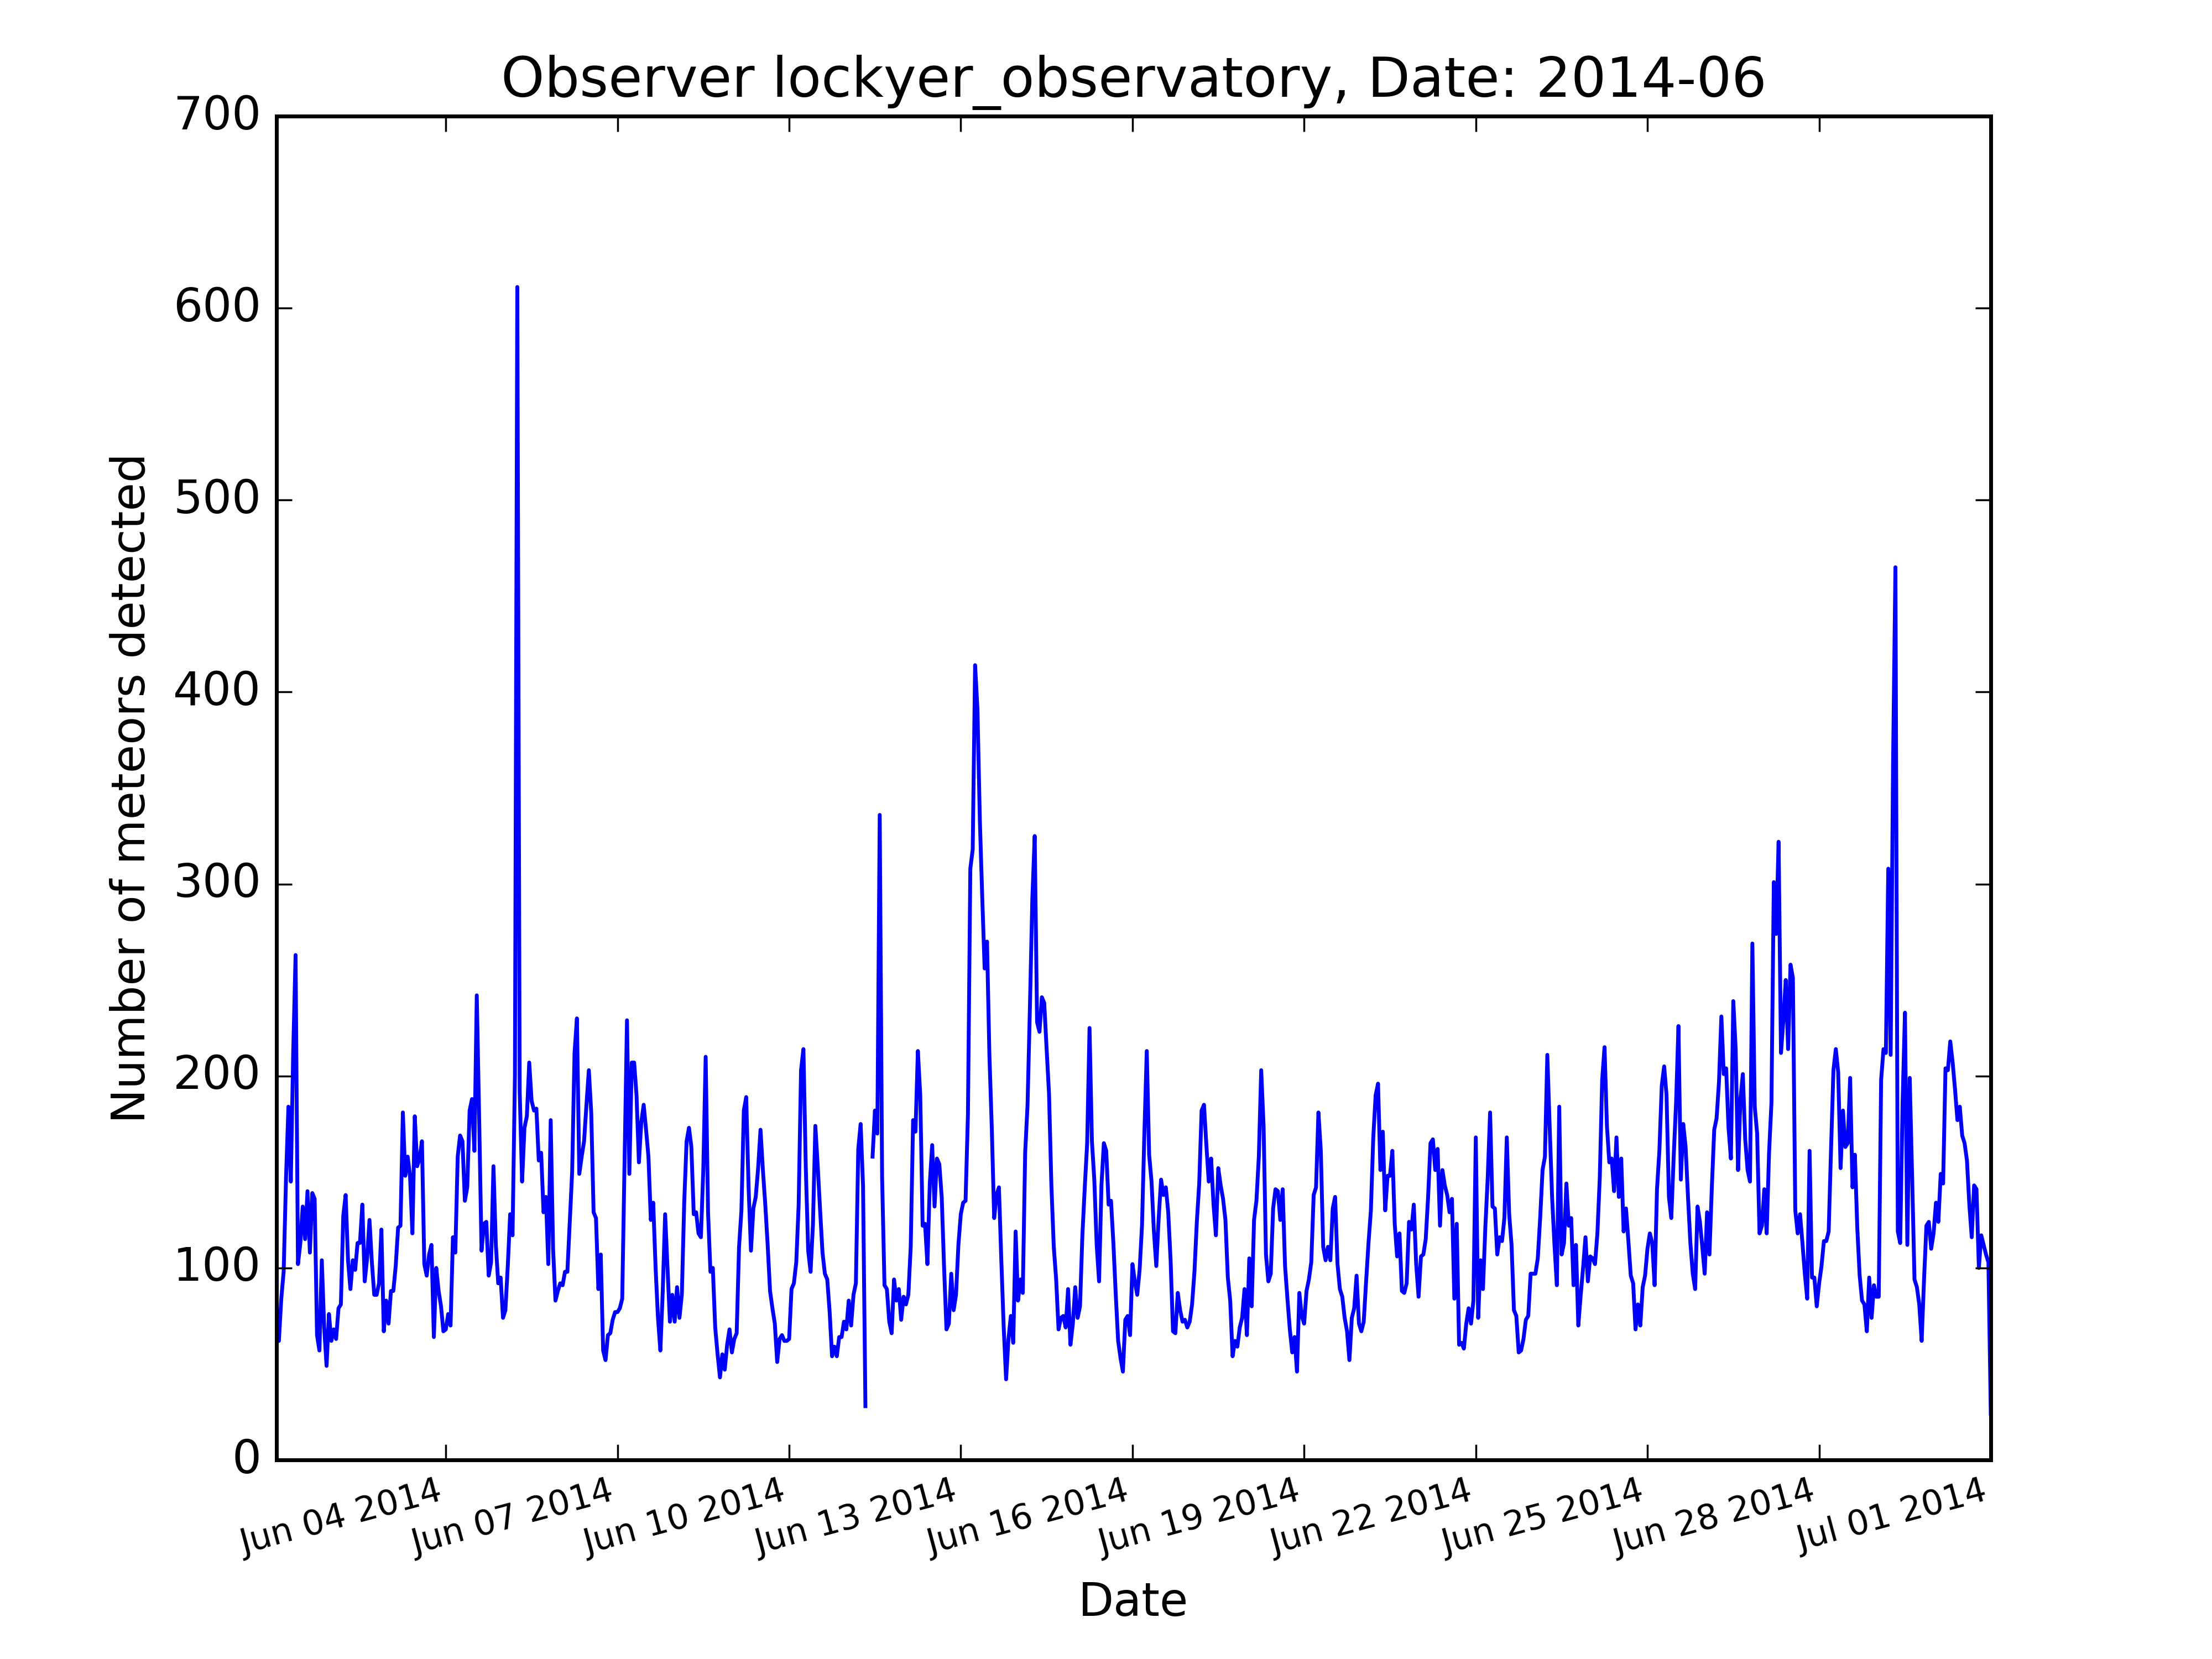 Observer lockyer_observatory, Date: 2014-06
700
600
500
400
300
200
100
0
Number of meteors detected
Jun 04 2014
Jun 07 2014
Jun 10 2014
Jun 13 2014
Jun 16 2014
Jun 19 2014
Jun 22 2014
Jun 25 2014
Jun 28 2014
Jul 01 2014
Date